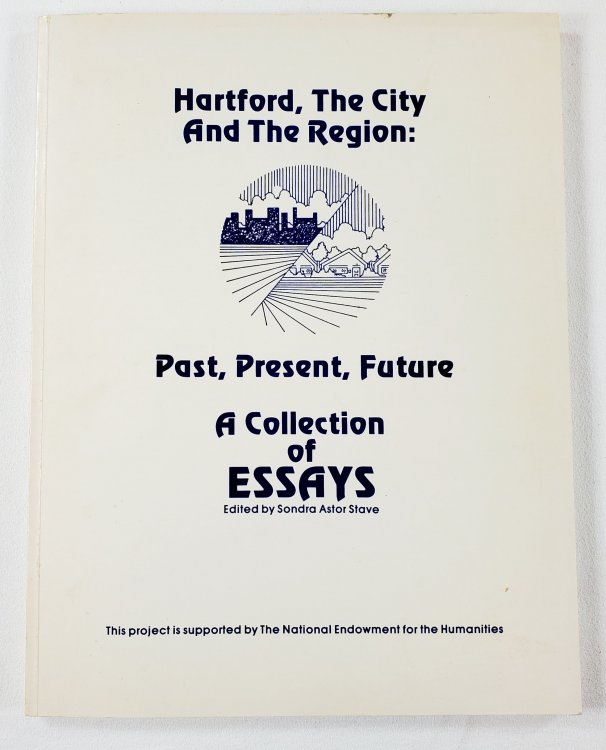 Hartford, The City
And The Region:
Past, Present, Future
A Collection
of
ESSAYS
Edited by Sondra Astor Stave
This project is supported by The National Endowment for the Humanities